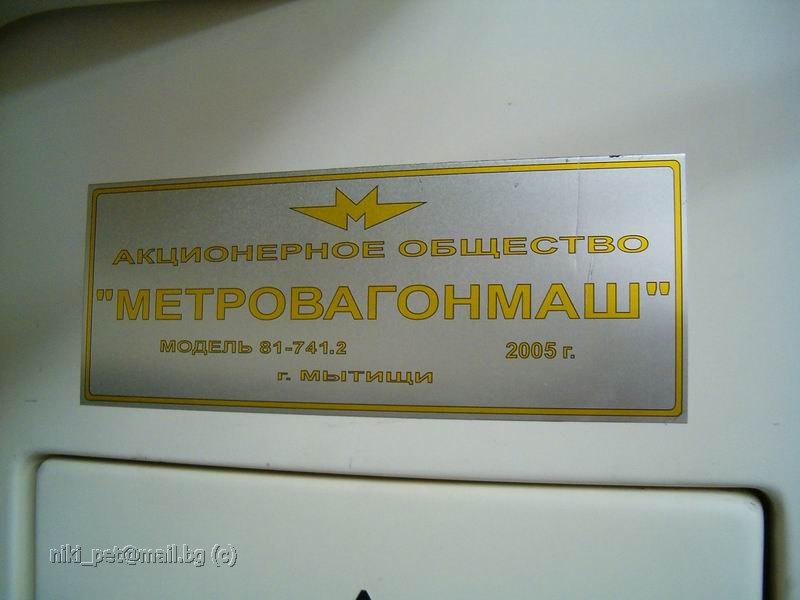 М
АКЦИОНЕРНОЕ ОБЩЕСТВО
"МЕТРОВАГОНМАШ"
МОДЕЛЬ 81-741.2 2005 г.
г. МЫТИЩИ
niki_pet@mail.bg (c)